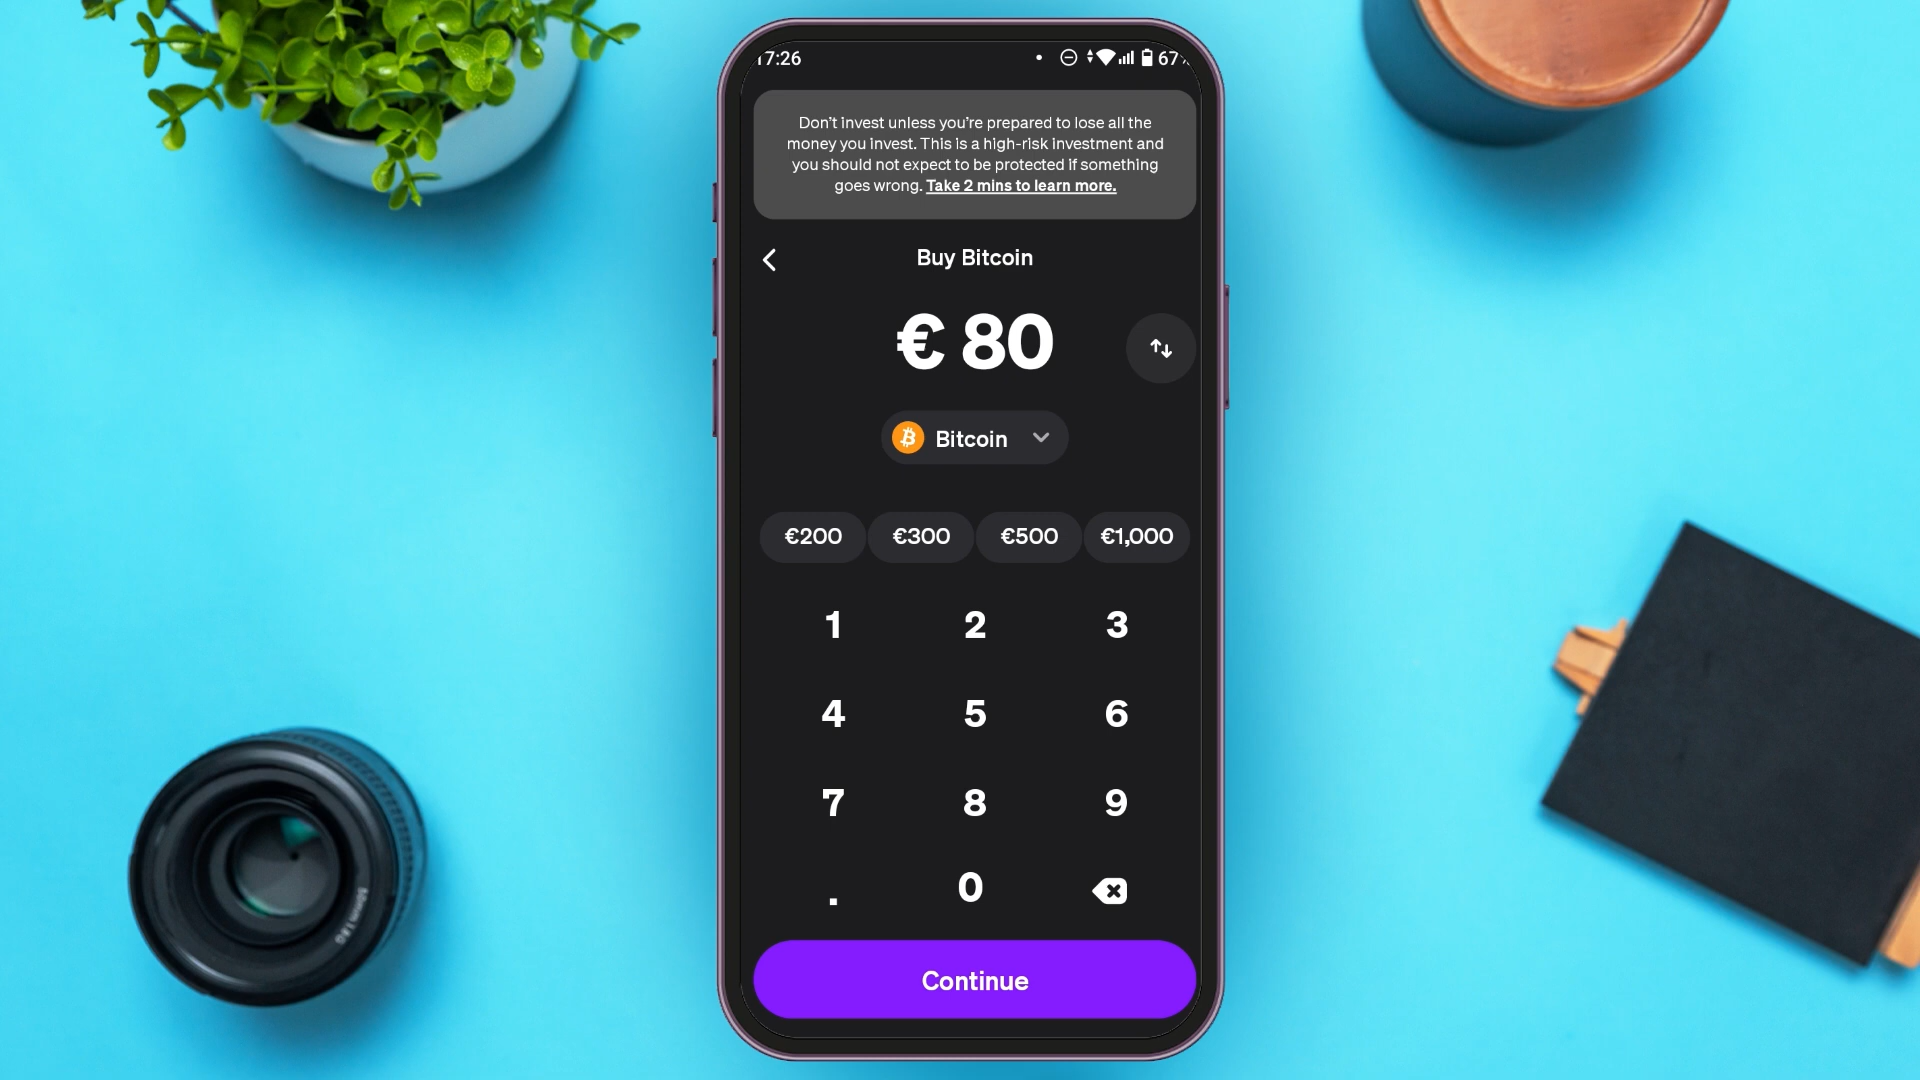 17:26
67
Don't invest unless you're prepared to lose all the
money you invest. This is a high-risk investment and
you should not expect to be protected if something
goes wrong. Take 2 mins to learn more.
Buy Bitcoin
€ 80
Bitcoin
€200 €300 €500 €1,000
1 2 3
4 5 6
7 8 9
. 0
Continue